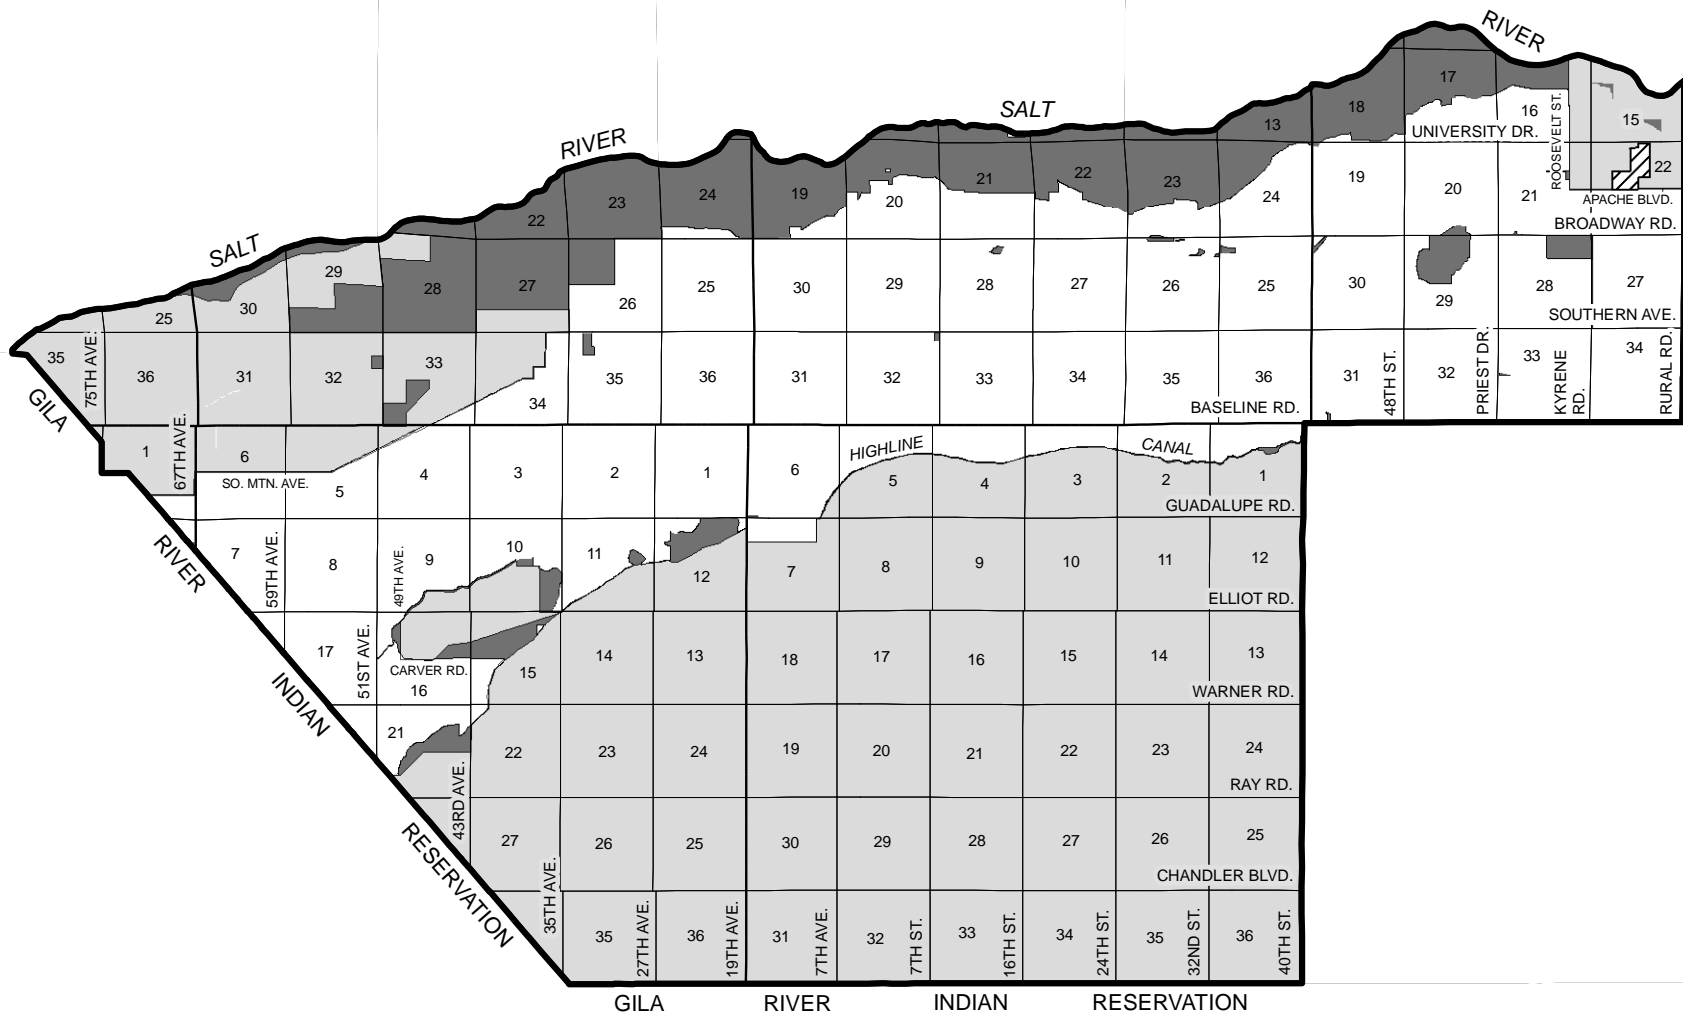 RIVER
SALT
RIVER
SALT
17
18
16
15
13
UNIVERSITY DR.
ROOSEVELT ST.
22
23
24
19
20
21
22
23
24
19
20
21
22
APACHE BLVD.
BROADWAY RD.
29
30
25
28
27
26
25
30
29
28
27
26
25
30
29
28
27
SOUTHERN AVE.
35
75TH AVE.
36
31
32
33
34
35
36
31
32
33
34
35
36
31
48TH ST.
32
PRIEST DR.
33
KYRENE
RD.
34
RURAL RD.
BASELINE RD.
GILA
1
67TH AVE.
6
SO. MTN. AVE.
5
4
3
2
1
6
HIGHLINE
CANAL
5
4
3
2
1
GUADALUPE RD.
RIVER
7
59TH AVE.
8
49TH AVE.
9
10
11
12
7
8
9
10
11
12
ELLIOT RD.
17
51ST AVE.
CARVER RD.
16
15
14
13
18
17
16
15
14
13
WARNER RD.
INDIAN
21
22
23
24
19
20
21
22
23
24
RAY RD.
43RD AVE.
27
26
25
30
29
28
27
26
25
CHANDLER BLVD.
RESERVATION
35TH AVE.
35
27TH AVE.
36
19TH AVE.
31
7TH AVE.
32
7TH ST.
33
16TH ST.
34
24TH ST.
35
32ND ST.
36
40TH ST.
GILA RIVER INDIAN RESERVATION